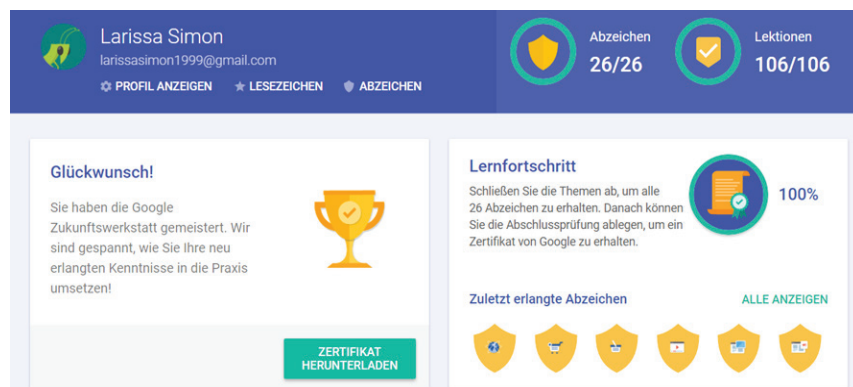 Larissa Simon
larissasimon1999@gmail.com
PROFIL ANZEIGEN LESEZEICHEN ABZEICHEN
Abzeichen
26/26
Lektionen
106/106
Glückwunsch!
Sie haben die Google
Zukunftswerkstatt gemeistert. Wir
sind gespannt, wie Sie Ihre neu
erlangten Kenntnisse in die Praxis
umsetzen!
ZERTIFIKAT
HERUNTERLADEN
Lernfortschritt
Schließen Sie die Themen ab, um alle
26 Abzeichen zu erhalten. Danach können
Sie die Abschlussprüfung ablegen, um ein
Zertifikat von Google zu erhalten.
100%
Zuletzt erlangte Abzeichen
ALLE ANZEIGEN